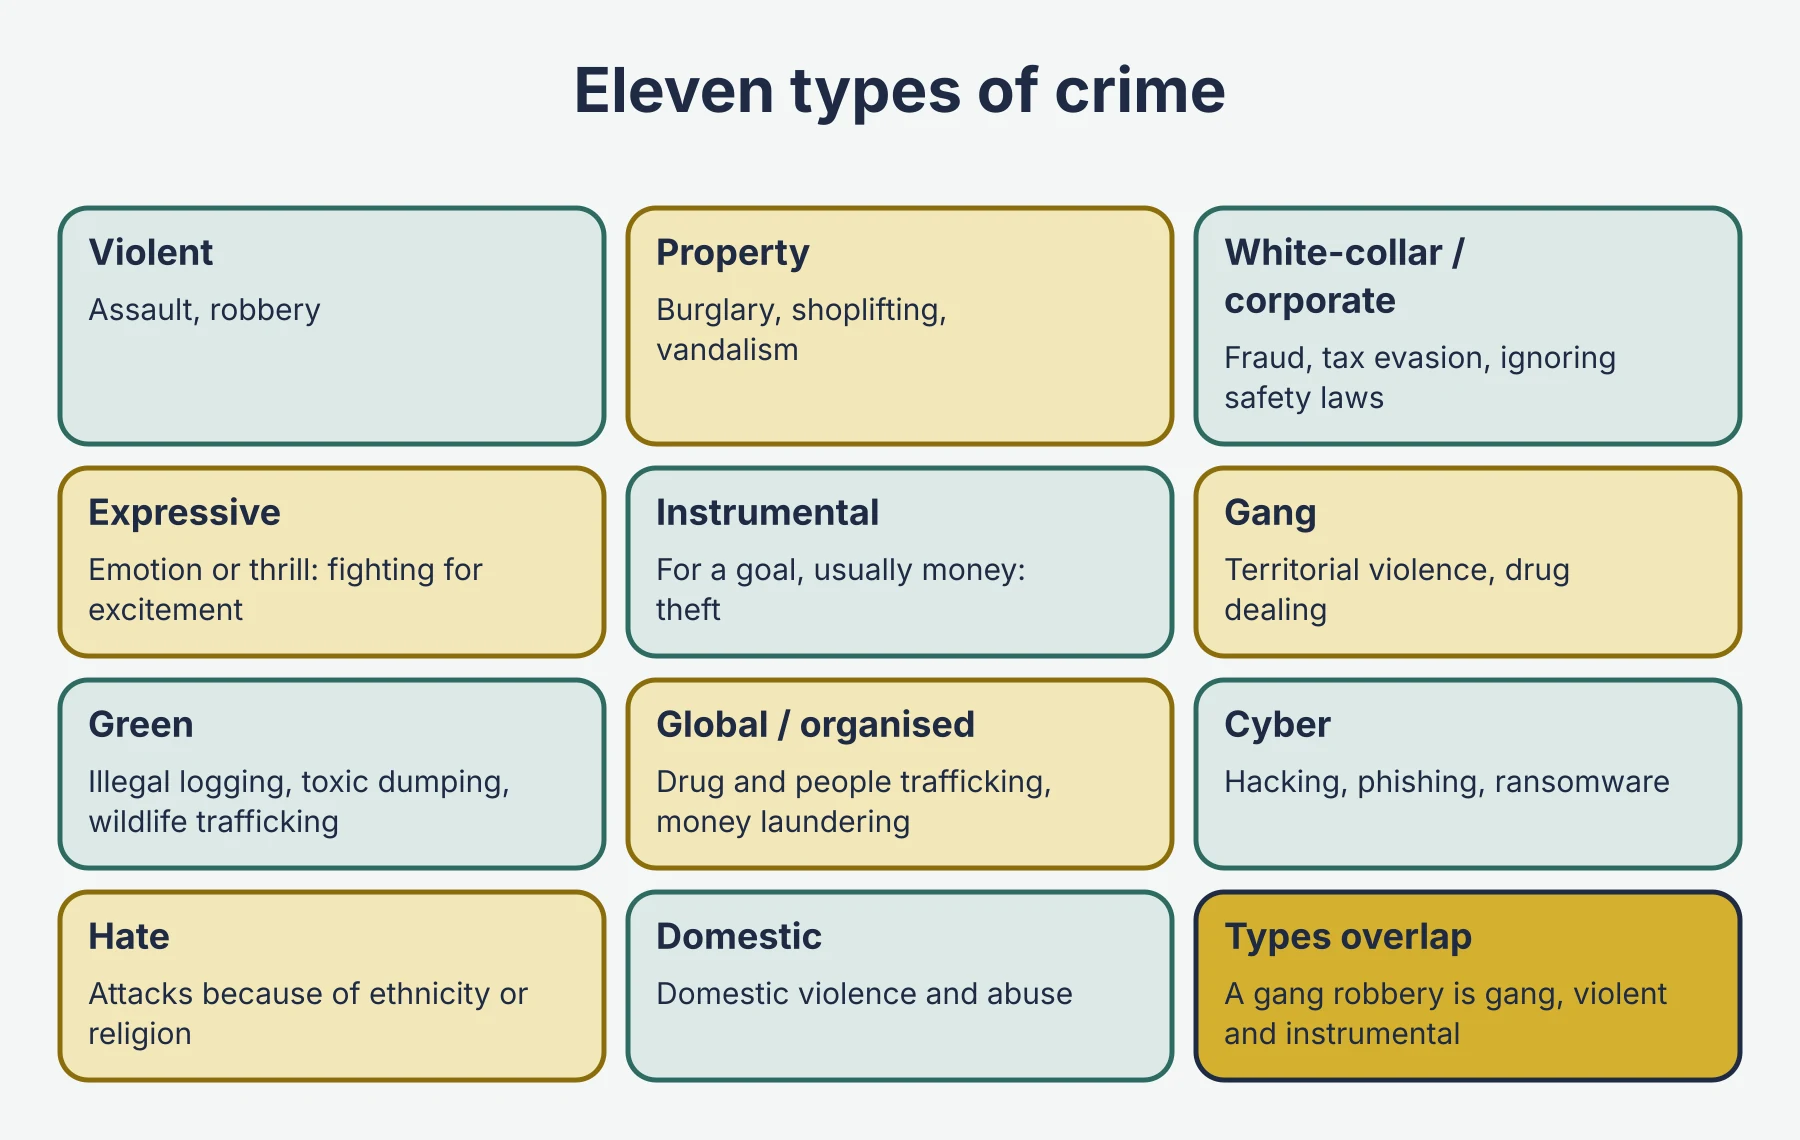 Eleven types of crime
Violent
Assault, robbery
Property
Burglary, shoplifting,
vandalism
White-collar /
corporate
Fraud, tax evasion, ignoring
safety laws
Expressive
Emotion or thrill: fighting for
excitement
Instrumental
For a goal, usually money:
theft
Gang
Territorial violence, drug
dealing
Green
Illegal logging, toxic dumping,
wildlife trafficking
Global / organised
Drug and people trafficking,
money laundering
Cyber
Hacking, phishing, ransomware
Hate
Attacks because of ethnicity or
religion
Domestic
Domestic violence and abuse
Types overlap
A gang robbery is gang, violent
and instrumental